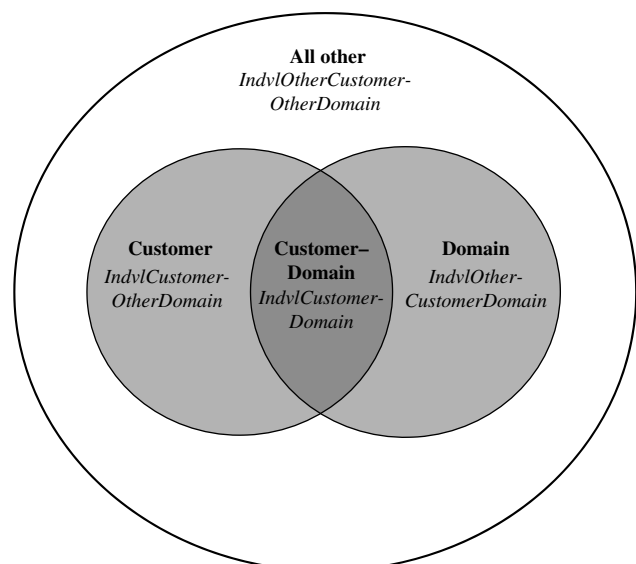 All other
IndvlOtherCustomer-
OtherDomain
Customer
IndvlCustomer-
OtherDomain
Customer–
Domain
IndvlCustomer-
Domain
Domain
IndvlOther-
CustomerDomain